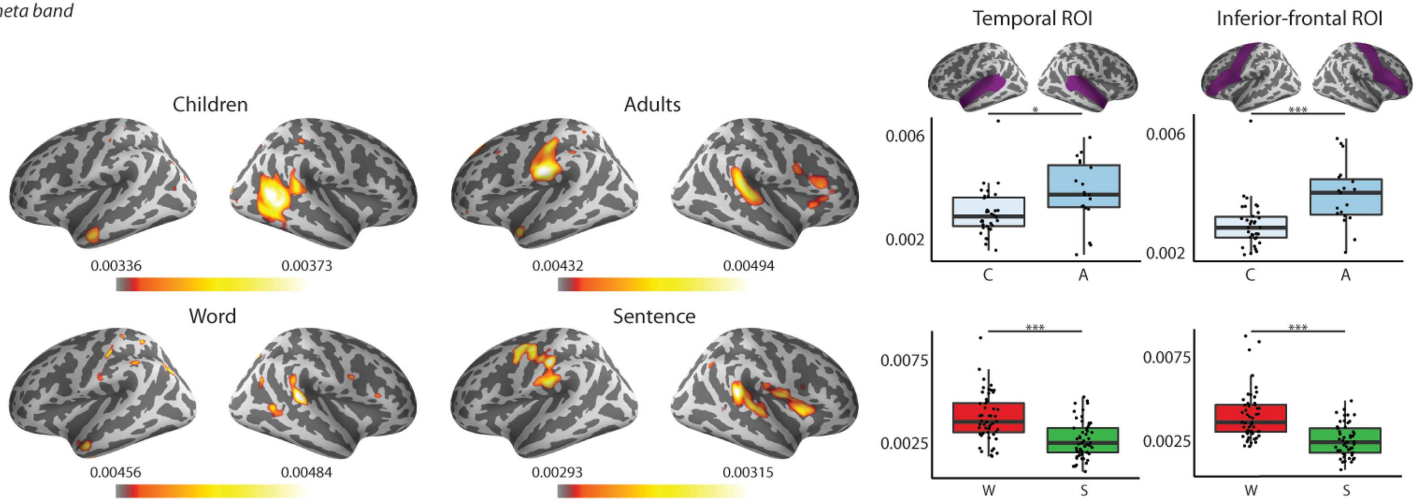 heta band
Children
Adults
0.00336 0.00373
0.00432 0.00494
Word
Sentence
0.00456 0.00484
0.00293 0.00315
Temporal ROI
Inferior-frontal ROI
*
0.006
0.002
C A
***
0.006
0.002
C A
***
0.0075
0.0025
W S
***
0.0075
0.0025
W S